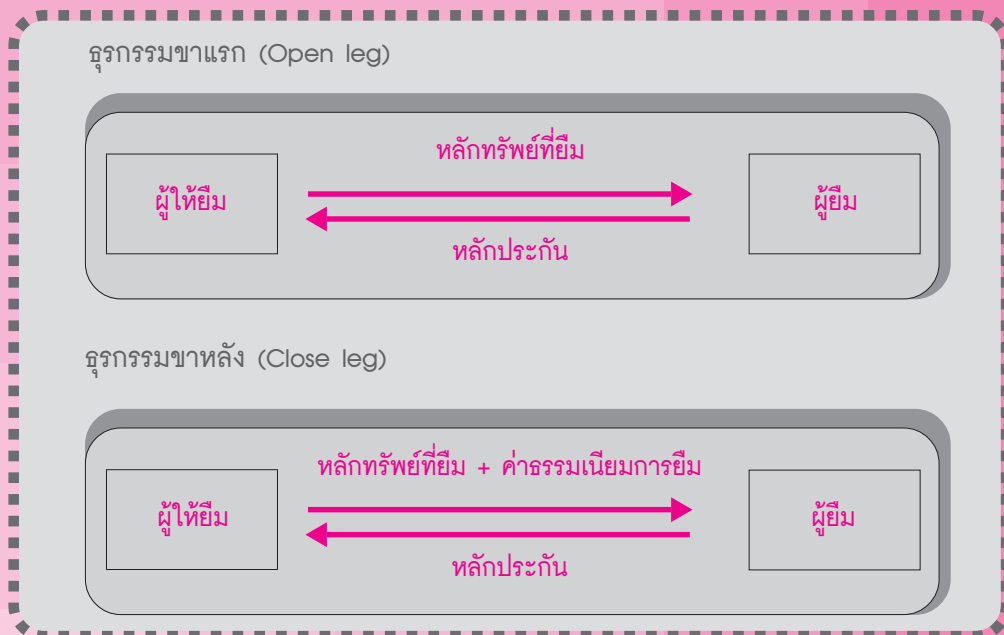 ธุรกรรมขาแรก (Open leg)
หลักทรัพย์ที่ยืม
ผู้ให้ยืม
ผู้ยืม
หลักประกัน
ธุรกรรมขาหลัง (Close leg)
หลักทรัพย์ที่ยืม + ค่าธรรมเนียมการยืม
ผู้ให้ยืม
ผู้ยืม
หลักประกัน